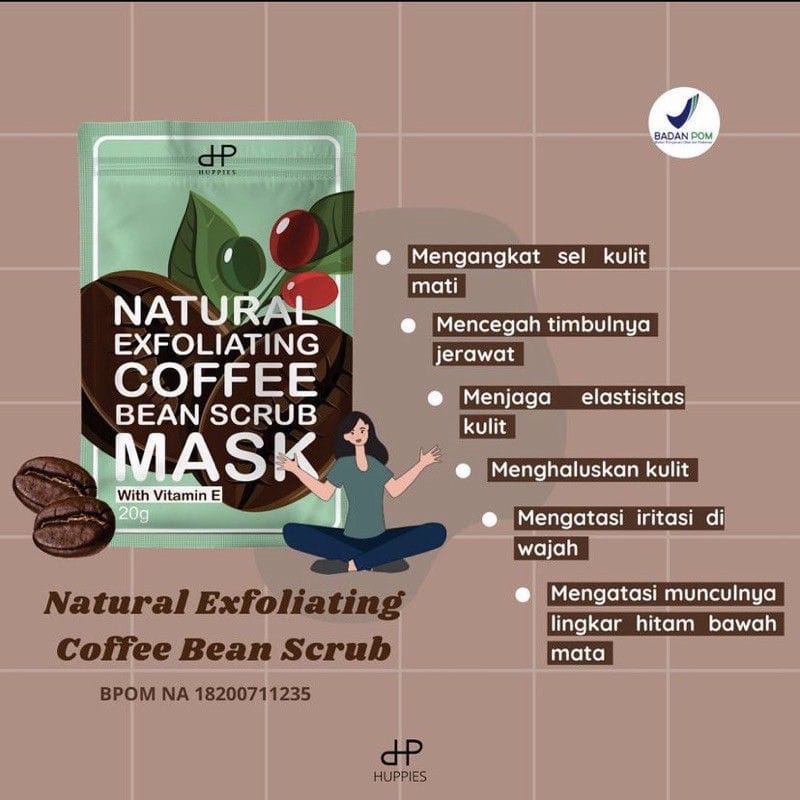 HUPPIES
NATURAL
EXFOLIATING
COFFEE
BEAN SCRUB
MASK
With Vitamin E
20g
BADAN POM
Mengangkat sel kulit
mati
Mencegah timbulnya
jerawat
Menjaga elastisitas
kulit
Menghaluskan kulit
Mengatasi iritasi di
wajah
Mengatasi munculnya
lingkar hitam bawah
mata
Natural Exfoliating
Coffee Bean Scrub
BPOM NA 18200711235
HUPPIES